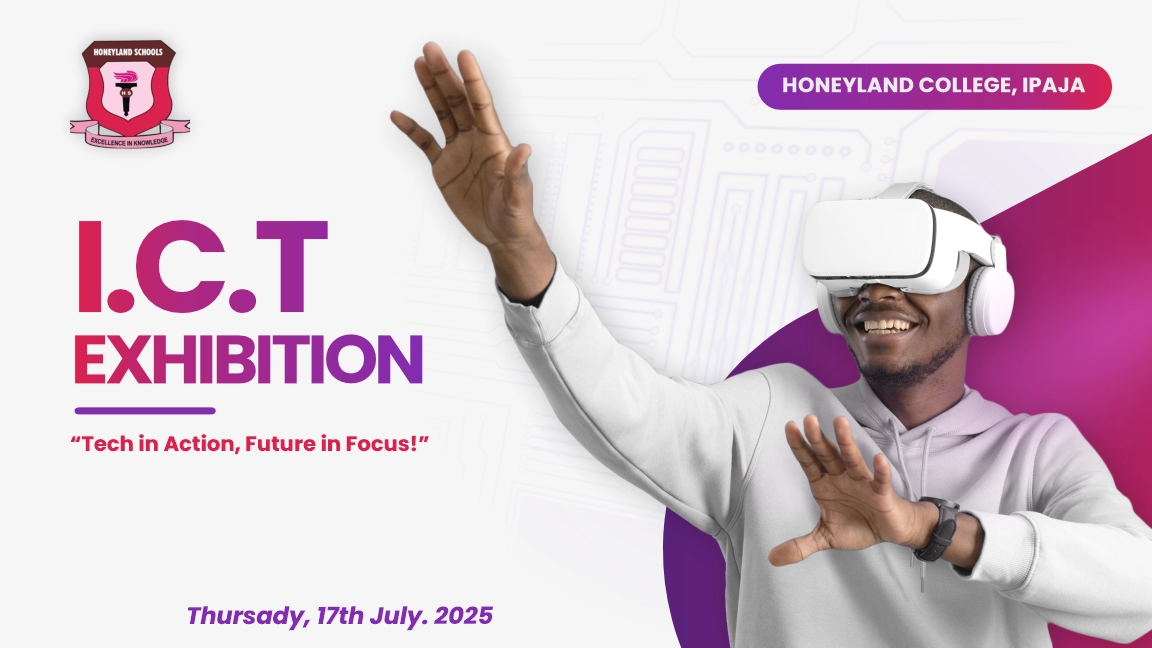 HONEYLAND SCHOOLS
H S
EXCELLENCE IN KNOWLEDGE
HONEYLAND COLLEGE, IPAJA
I.C.T
EXHIBITION
“Tech in Action, Future in Focus!”
Thursady, 17th July. 2025